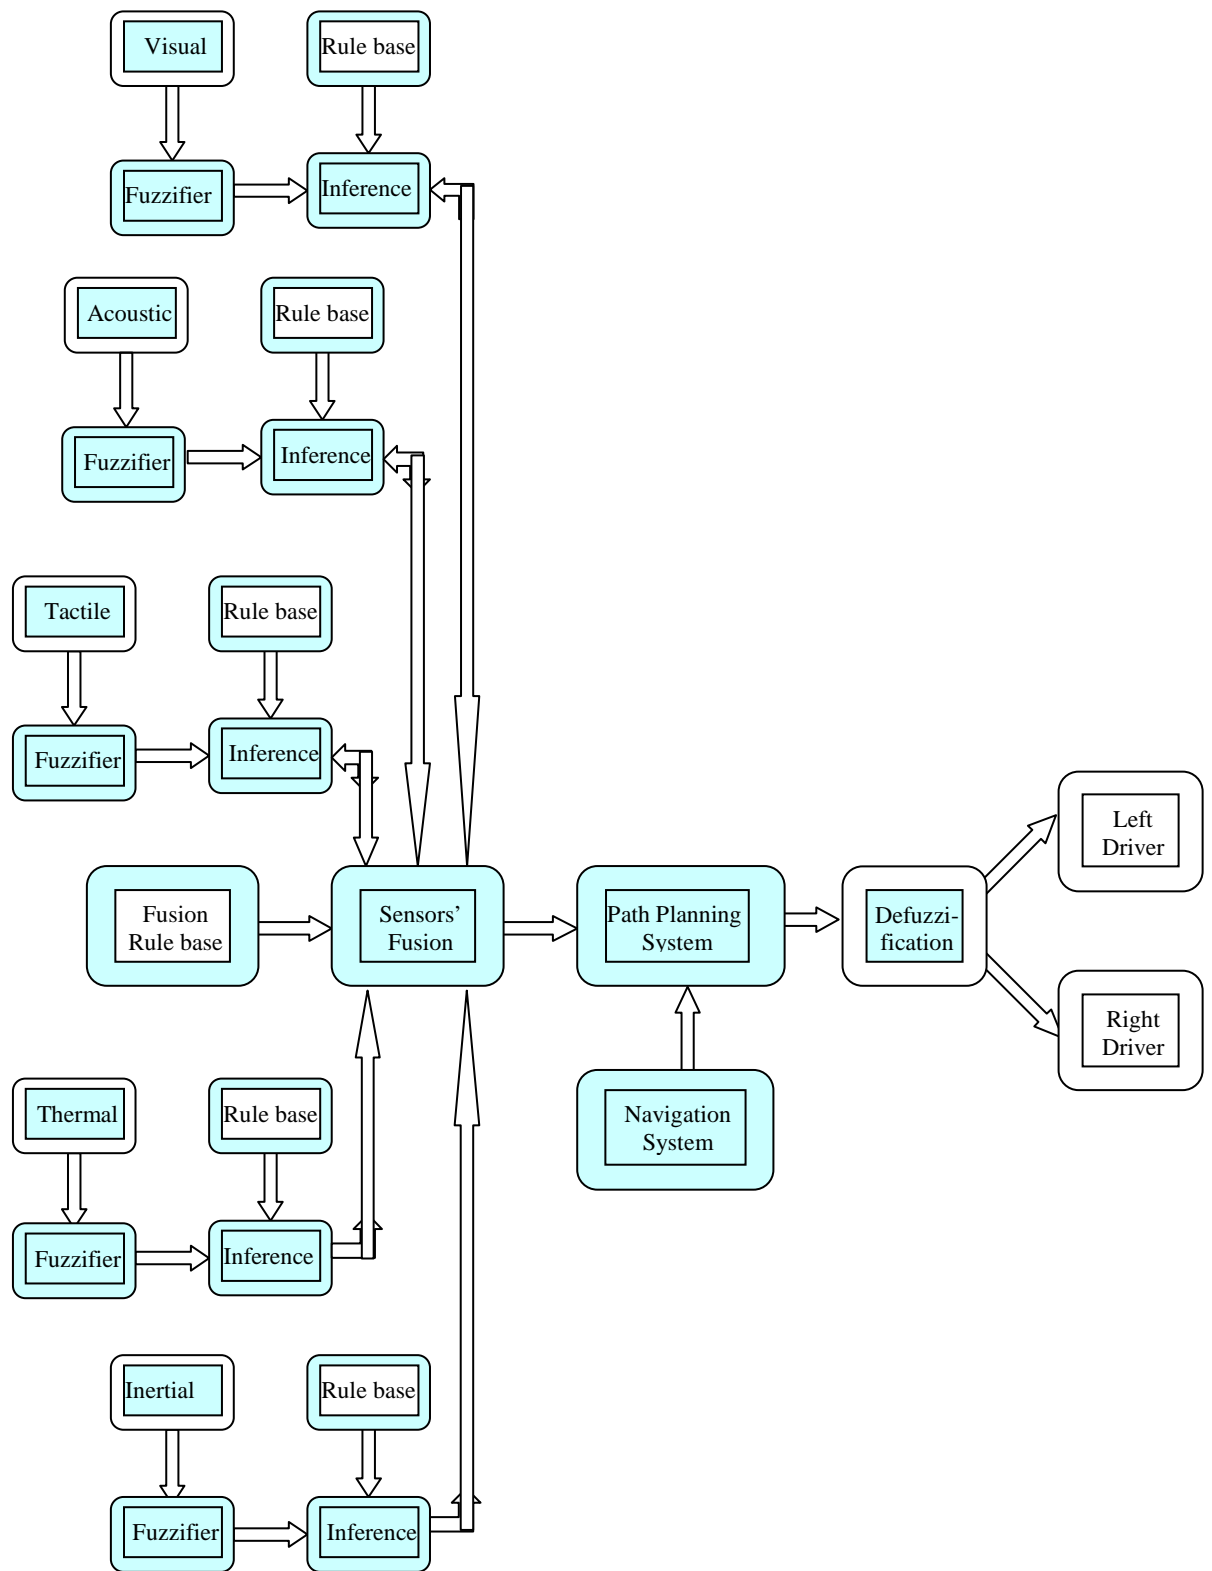 Visual
Rule base
Fuzzifier
Inference
Acoustic
Rule base
Fuzzifier
Inference
Tactile
Rule base
Fuzzifier
Inference
Fusion
Rule base
Sensors'
Fusion
Path Planning
System
Defuzzi-
fication
Left
Driver
Right
Driver
Navigation
System
Thermal
Rule base
Fuzzifier
Inference
Inertial
Rule base
Fuzzifier
Inference